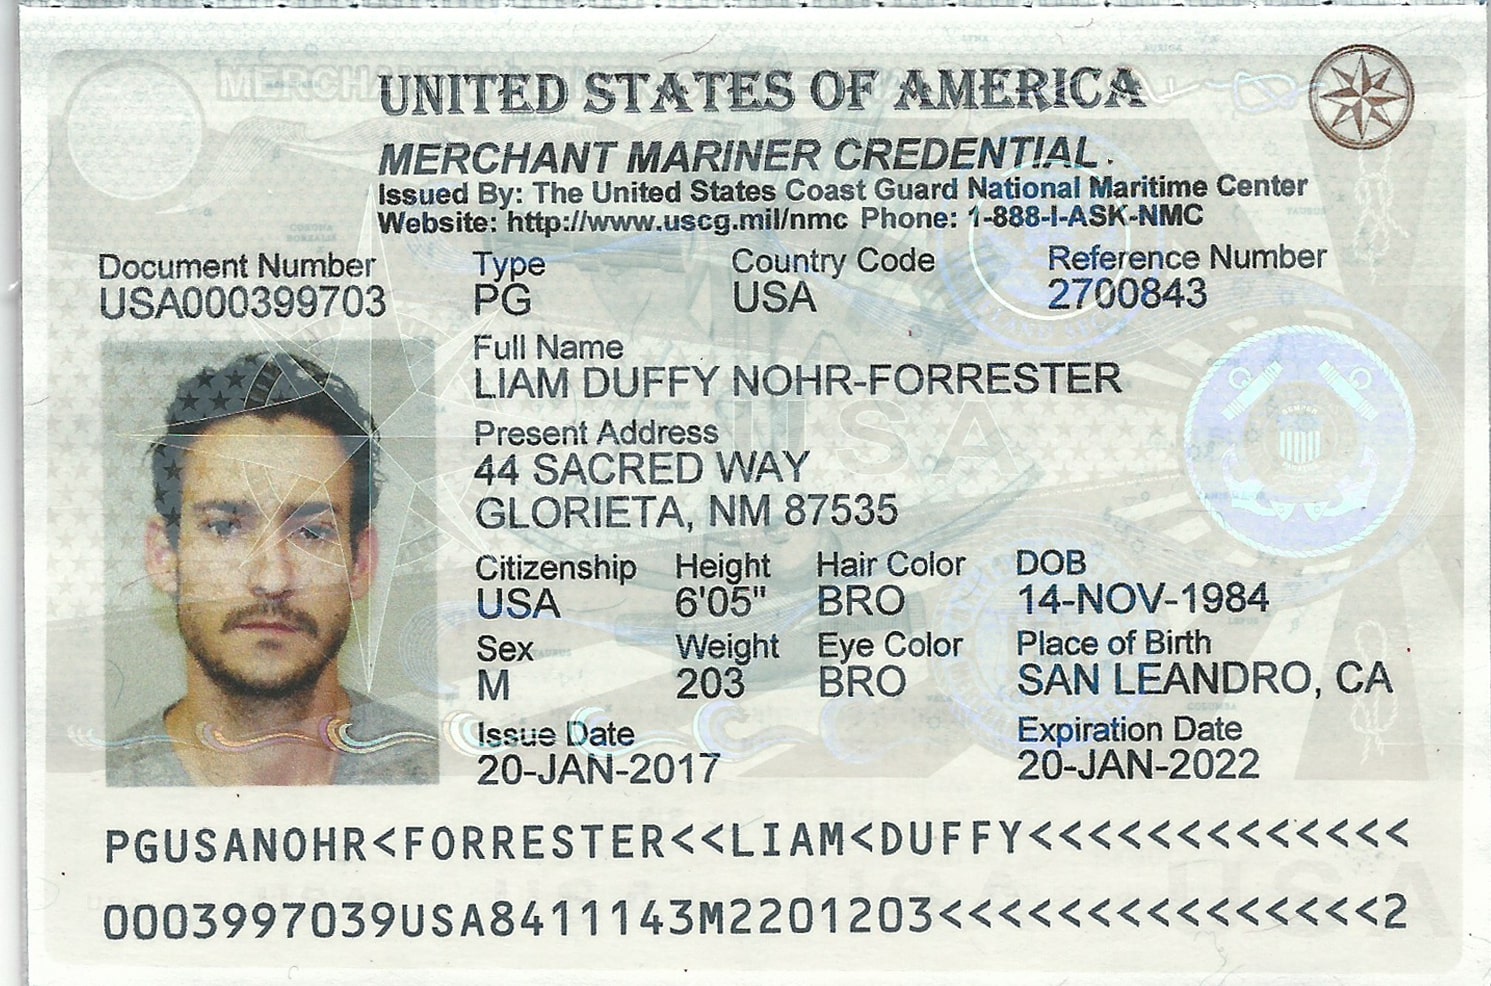 UNITED STATES OF AMERICA
MERCHANT MARINER CREDENTIAL
Issued By: The United States Coast Guard National Maritime Center
Website: http://www.uscg.mil/nmc Phone: 1-888-I-ASK-NMC
Document Number Type Country Code Reference Number
USA000399703 PG USA 2700843
Full Name
LIAM DUFFY NOHR-FORRESTER
Present Address
44 SACRED WAY
GLORIETA, NM 87535
Citizenship Height Hair Color DOB
USA 6'05" BRO 14-NOV-1984
Sex Weight Eye Color Place of Birth
M 203 BRO SAN LEANDRO, CA
Issue Date Expiration Date
20-JAN-2017 20-JAN-2022
PGUSANOHR<FORRESTER<<LIAM<DUFFY<<<<<<<<<<<<<
0003997039USA8411143M2201203<<<<<<<<<<<<<<<2